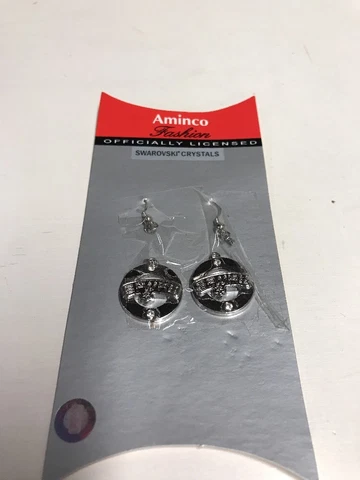 Aminco
Fashion
OFFICIALLY LICENSED
SWAROVSKI® CRYSTALS